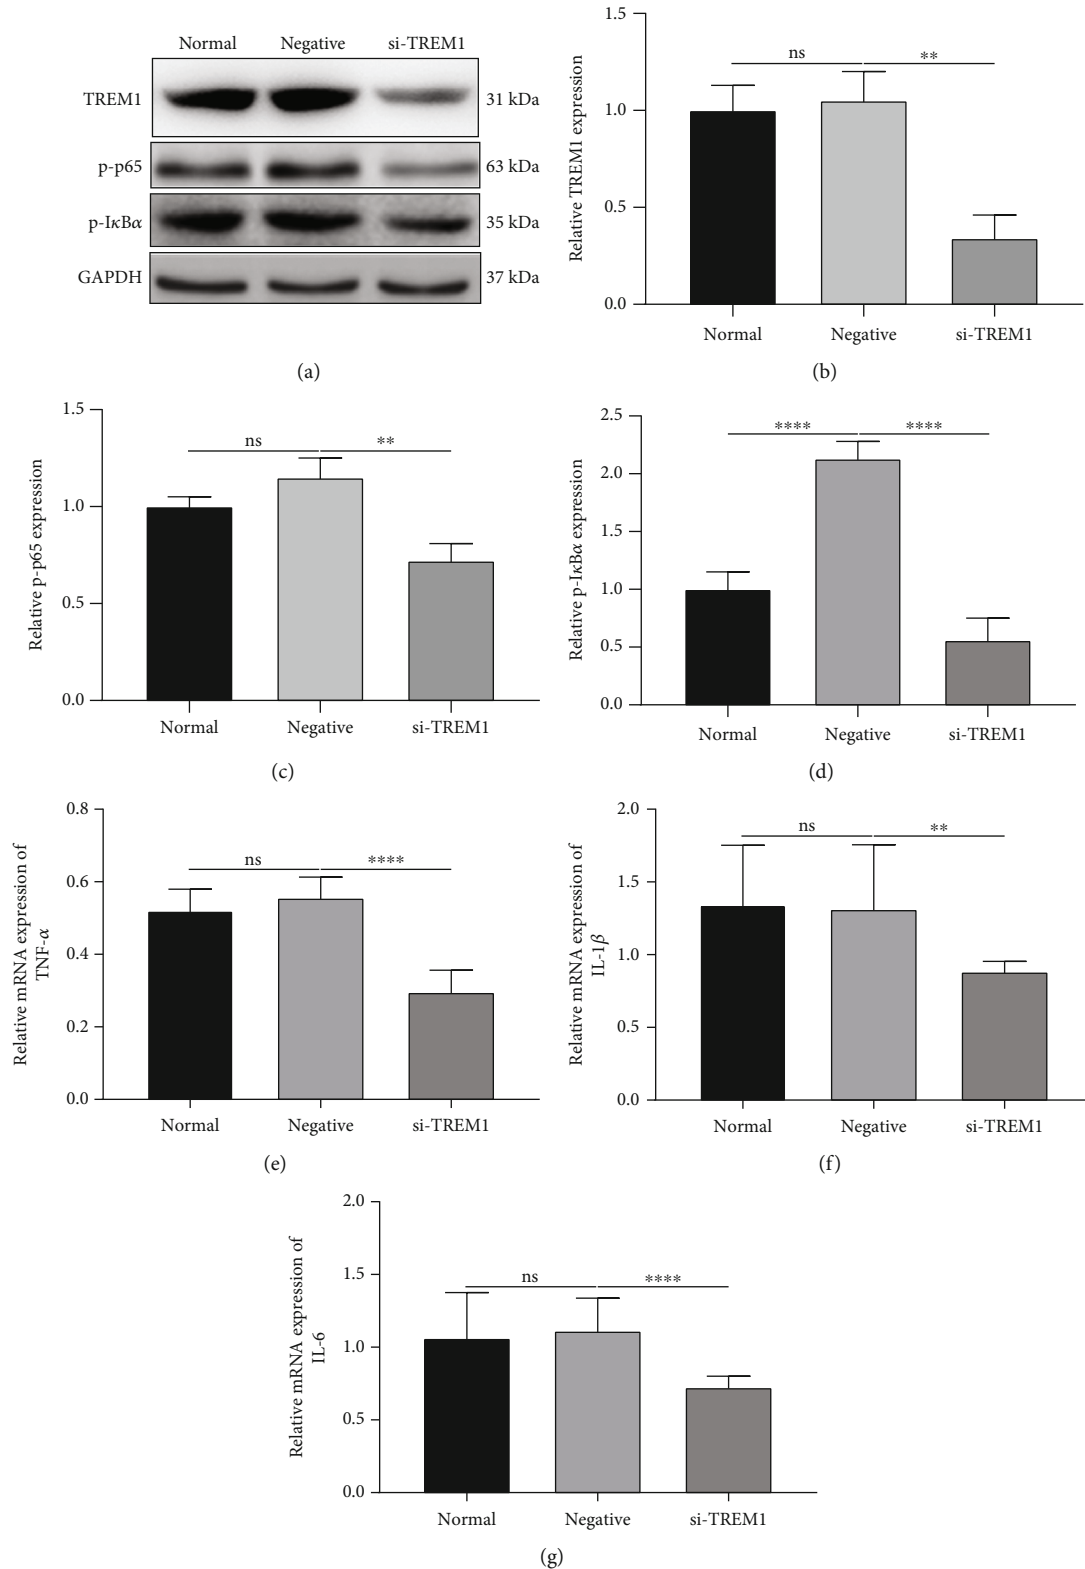 Normal Negative si-TREM1
TREM1 31 kDa
p-p65 63 kDa
p-IκBα 35 kDa
GAPDH 37 kDa
(a)
Relative TREM1 expression
1.5
1.0
0.5
0.0
ns **
Normal Negative si-TREM1
(b)
Relative p-p65 expression
1.5
1.0
0.5
0.0
ns **
Normal Negative si-TREM1
(c)
Relative p-IκBα expression
2.5
2.0
1.5
1.0
0.5
0.0
**** ****
Normal Negative si-TREM1
(d)
Relative mRNA expression of
TNF-α
0.8
0.6
0.4
0.2
0.0
ns ****
Normal Negative si-TREM1
(e)
Relative mRNA expression of
IL-1β
2.0
1.5
1.0
0.5
0.0
ns **
Normal Negative si-TREM1
(f)
Relative mRNA expression of
IL-6
2.0
1.5
1.0
0.5
0.0
ns ****
Normal Negative si-TREM1
(g)